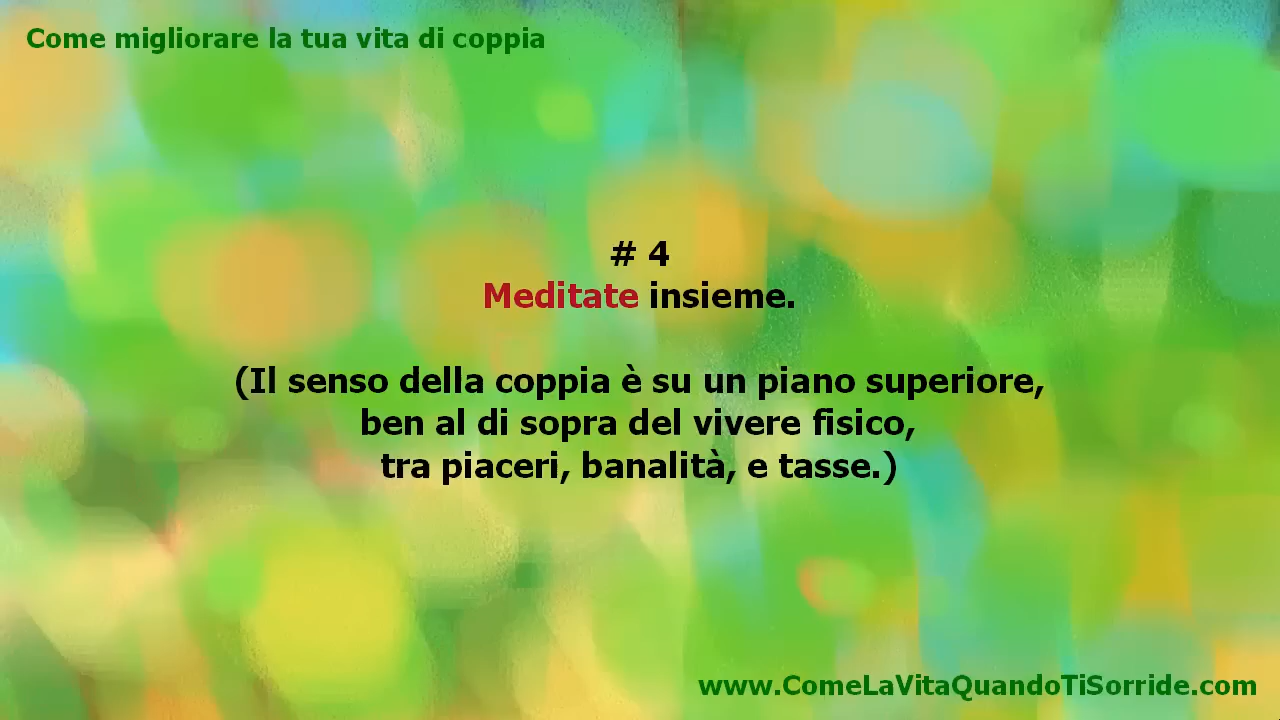 Come migliorare la tua vita di coppia
# 4
Meditate insieme.
(Il senso della coppia è su un piano superiore,
ben al di sopra del vivere fisico,
tra piaceri, banalità, e tasse.)
www.ComeLaVitaQuandoTiSorride.com